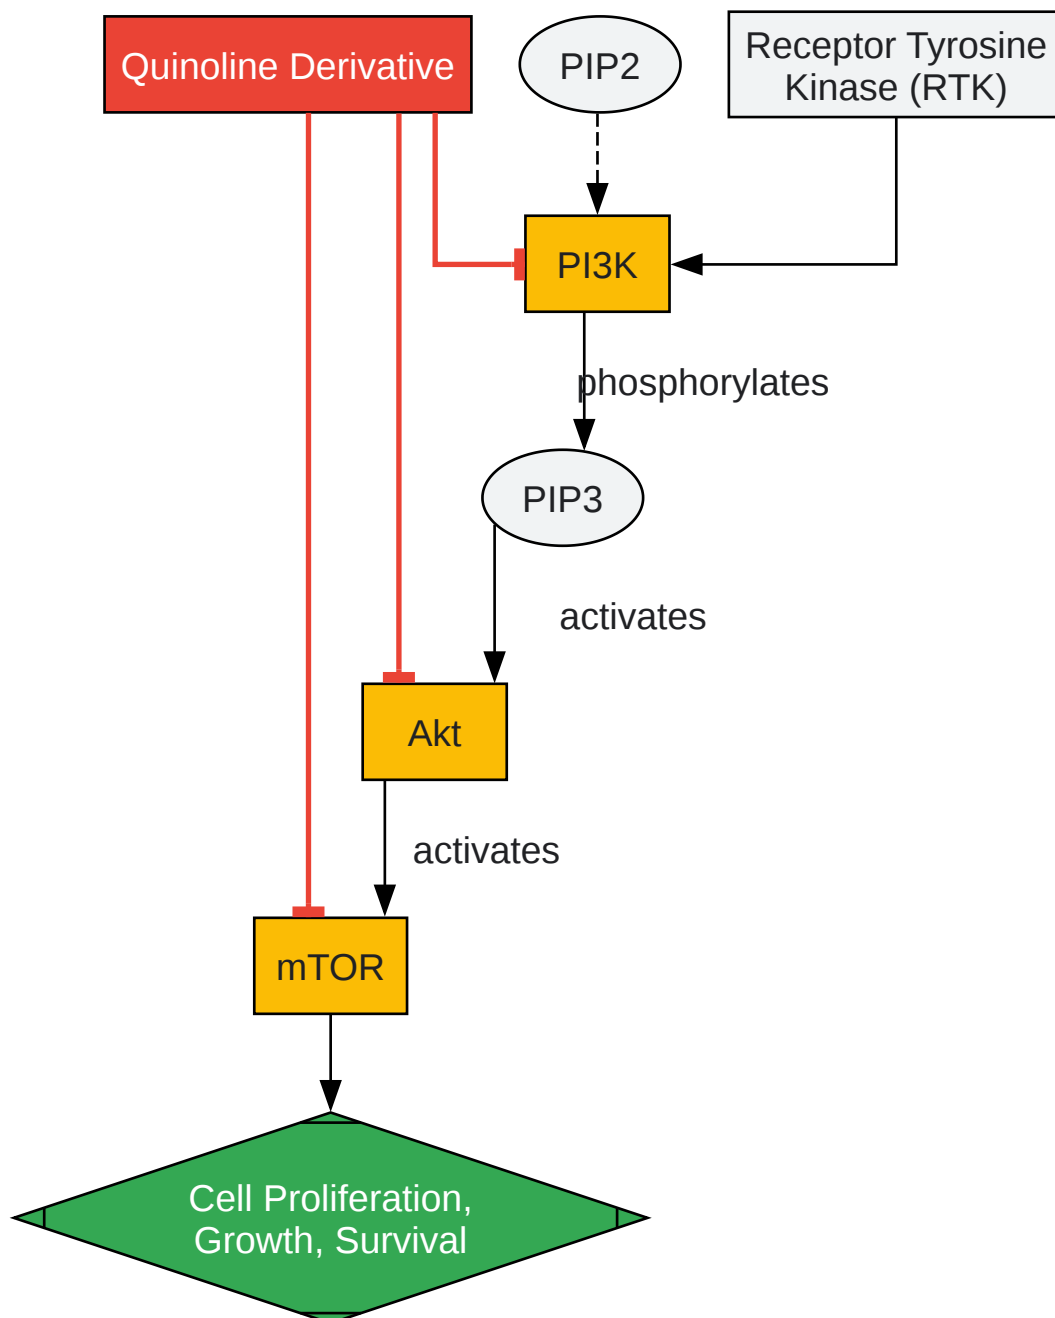 Quinoline Derivative
PIP2
Receptor Tyrosine
Kinase (RTK)
PI3K
phosphorylates
PIP3
activates
Akt
activates
mTOR
Cell Proliferation,
Growth, Survival